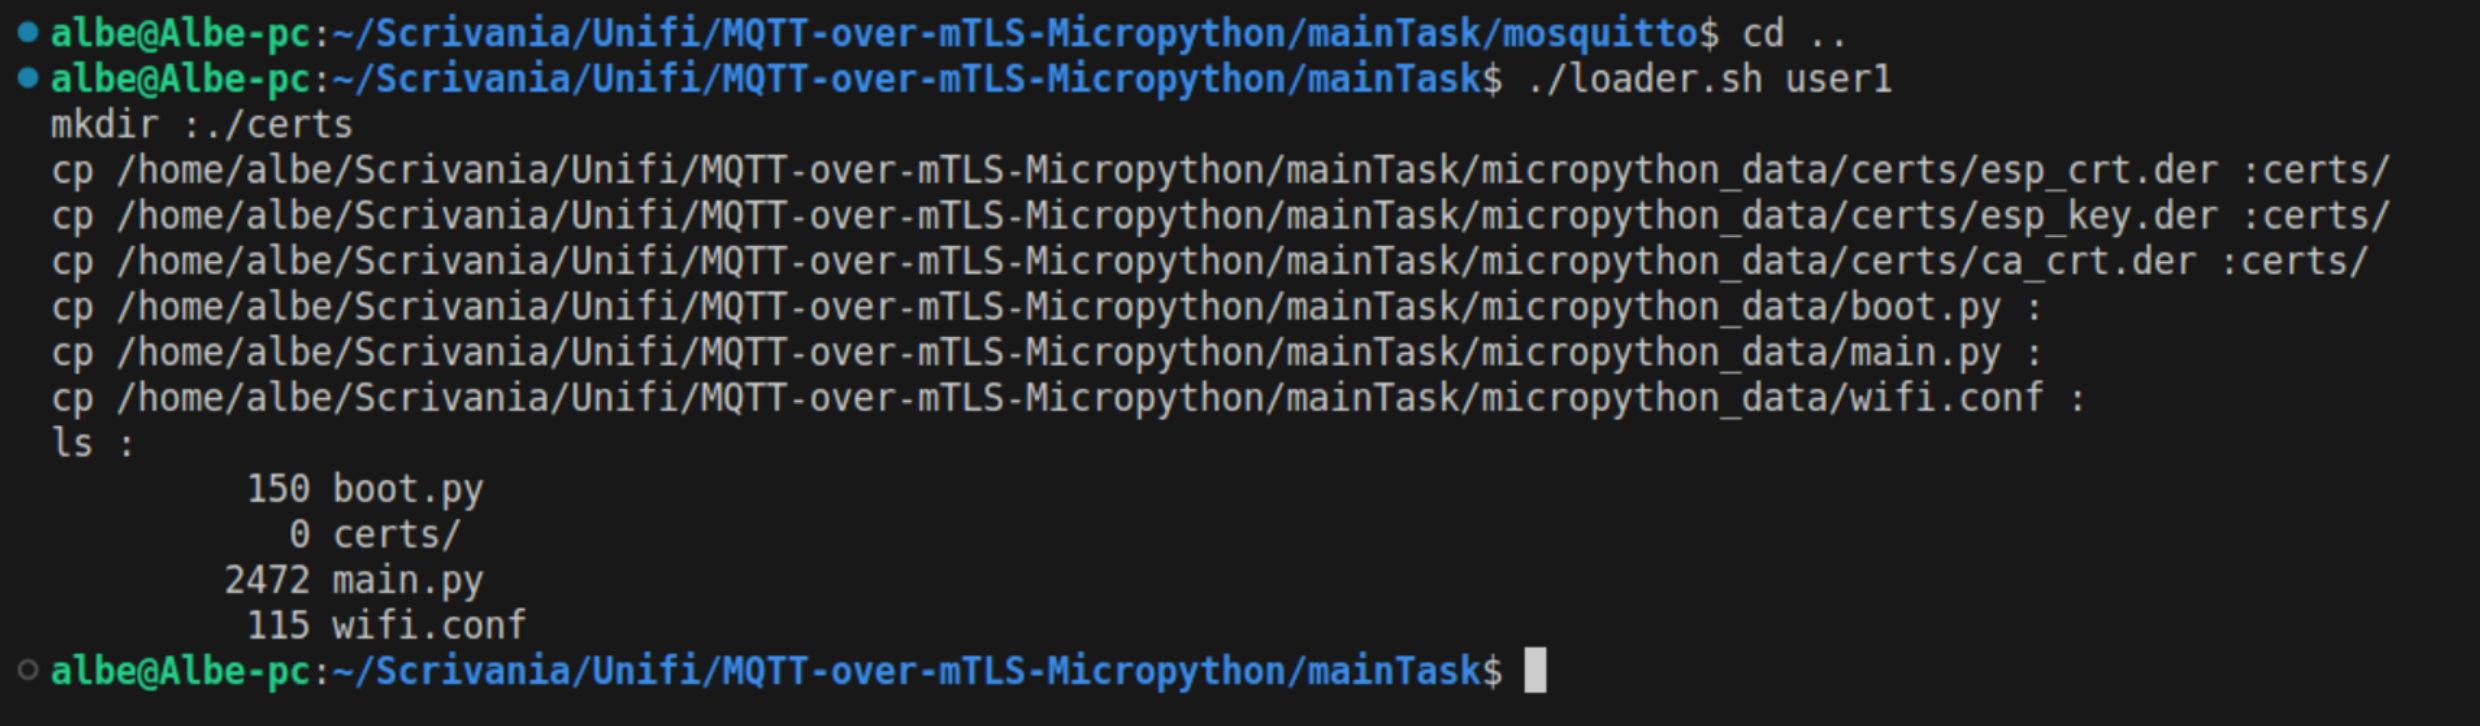 albe@Albe-pc:~/Scrivania/Unifi/MQTT-over-mTLS-Micropython/mainTask/mosquitto$ cd ..
albe@Albe-pc:~/Scrivania/Unifi/MQTT-over-mTLS-Micropython/mainTask$ ./loader.sh user1
mkdir :./certs
cp /home/albe/Scrivania/Unifi/MQTT-over-mTLS-Micropython/mainTask/micropython_data/certs/esp_crt.der :certs/
cp /home/albe/Scrivania/Unifi/MQTT-over-mTLS-Micropython/mainTask/micropython_data/certs/esp_key.der :certs/
cp /home/albe/Scrivania/Unifi/MQTT-over-mTLS-Micropython/mainTask/micropython_data/certs/ca_crt.der :certs/
cp /home/albe/Scrivania/Unifi/MQTT-over-mTLS-Micropython/mainTask/micropython_data/boot.py :
cp /home/albe/Scrivania/Unifi/MQTT-over-mTLS-Micropython/mainTask/micropython_data/main.py :
cp /home/albe/Scrivania/Unifi/MQTT-over-mTLS-Micropython/mainTask/micropython_data/wifi.conf :
ls :
150 boot.py
0 certs/
2472 main.py
115 wifi.conf
albe@Albe-pc:~/Scrivania/Unifi/MQTT-over-mTLS-Micropython/mainTask$